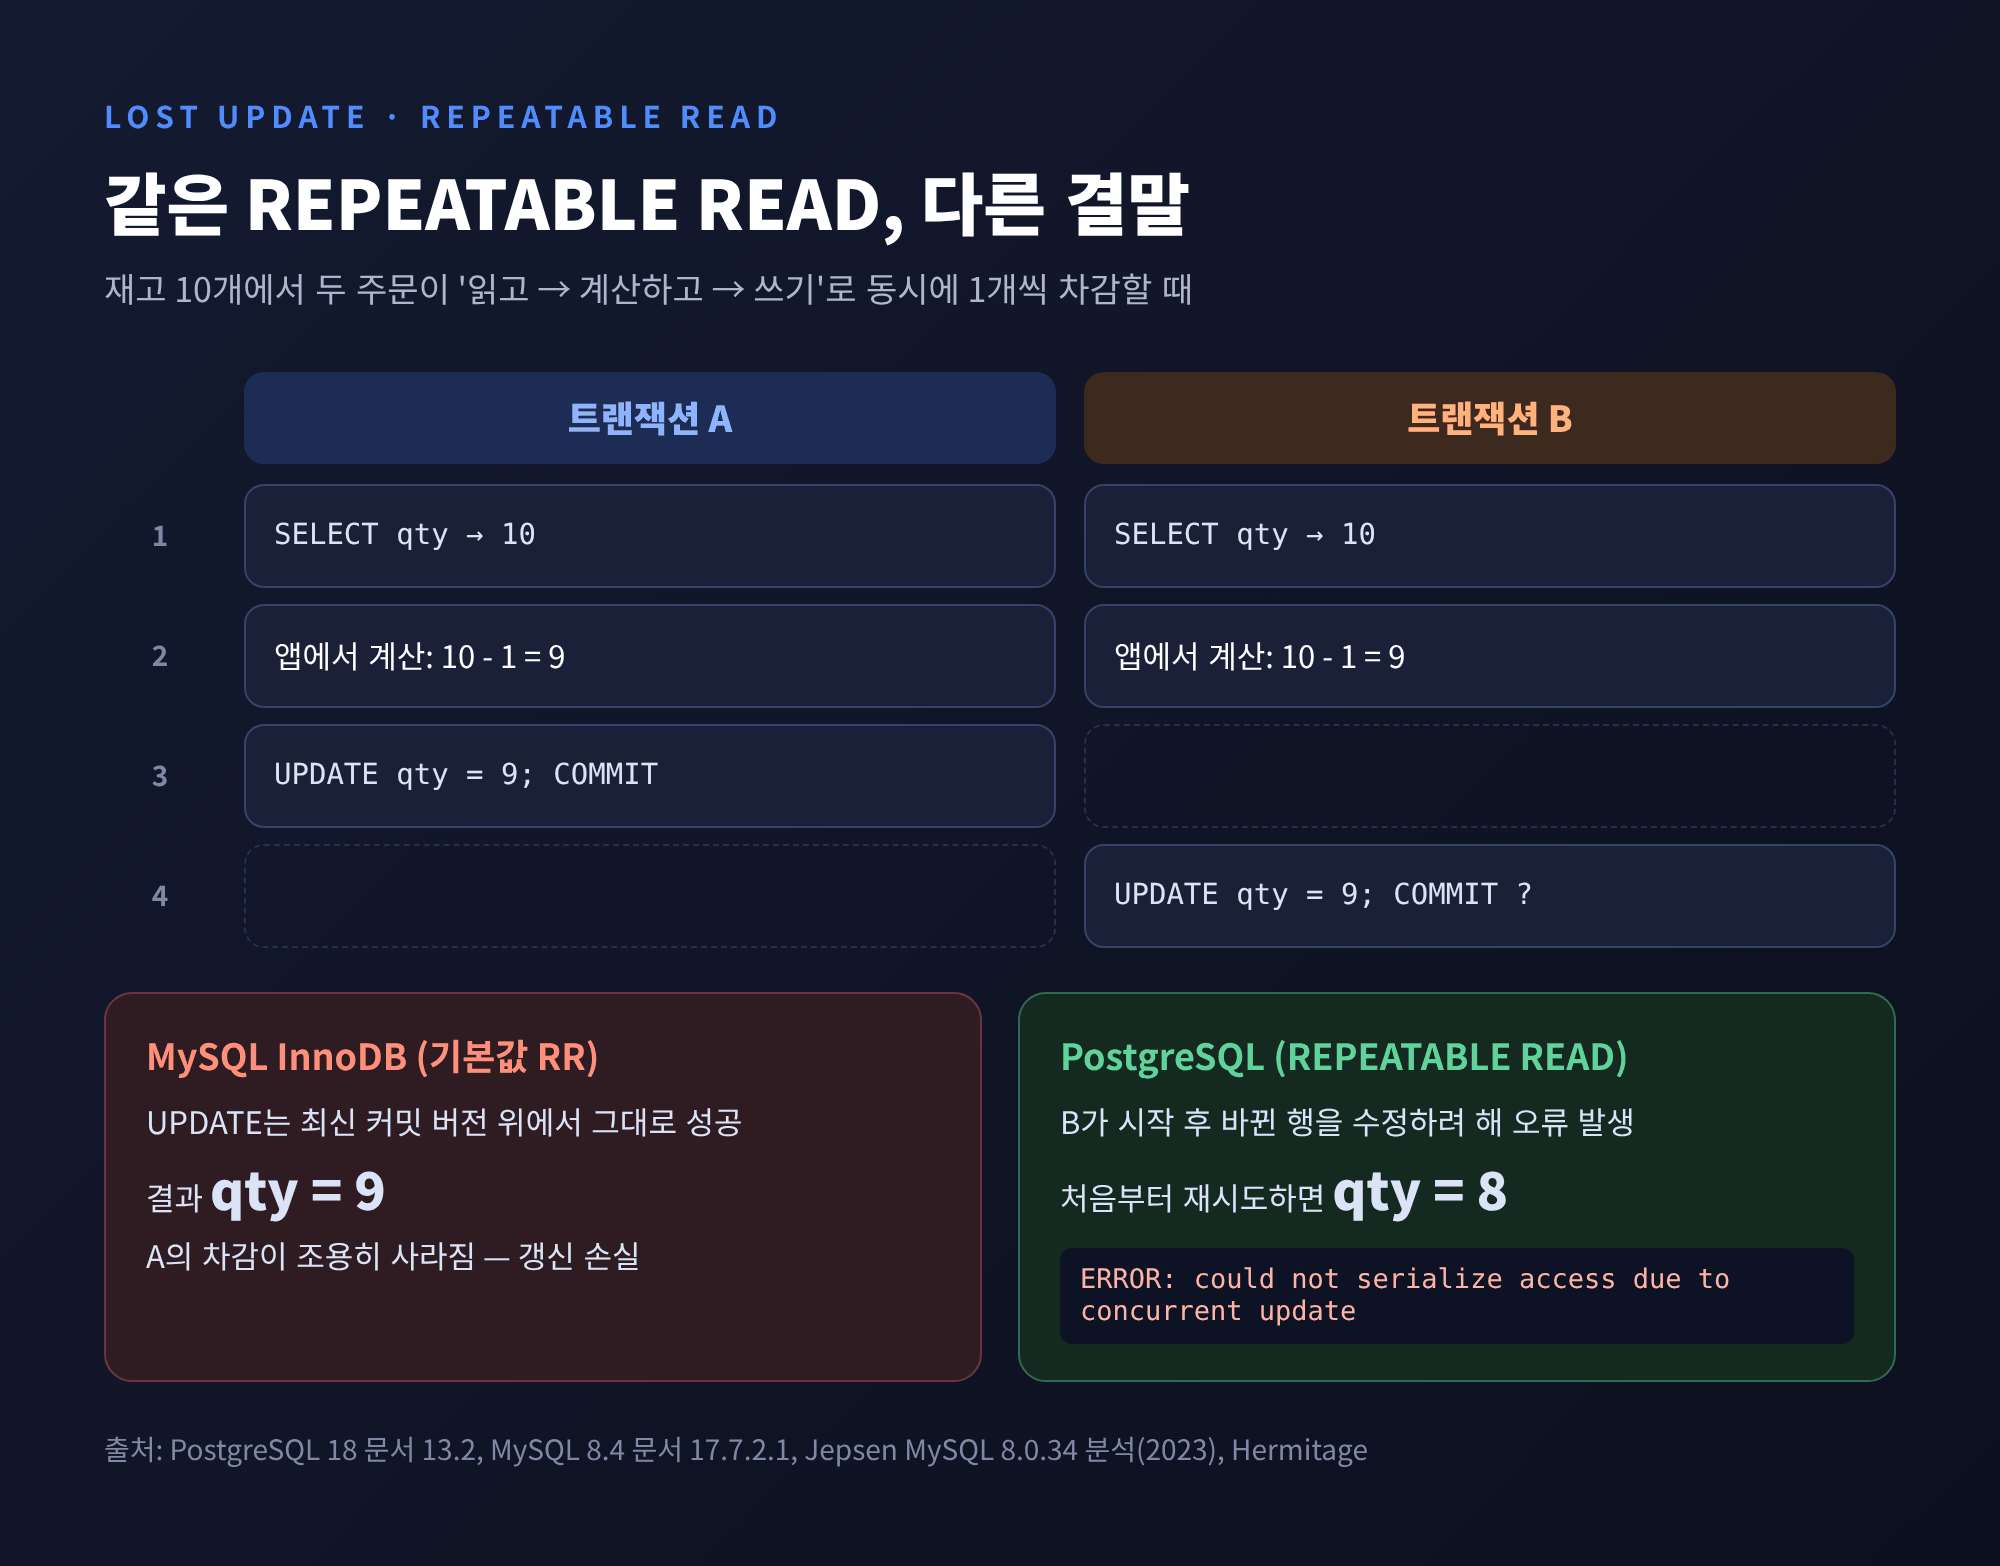 LOST UPDATE · REPEATABLE READ
같은 REPEATABLE READ, 다른 결말
재고 10개에서 두 주문이 '읽고 → 계산하고 → 쓰기'로 동시에 1개씩 차감할 때
트랜잭션 A
트랜잭션 B
1
SELECT qty → 10
SELECT qty → 10
2
앱에서 계산: 10 - 1 = 9
앱에서 계산: 10 - 1 = 9
3
UPDATE qty = 9; COMMIT
4
UPDATE qty = 9; COMMIT ?
MySQL InnoDB (기본값 RR)
UPDATE는 최신 커밋 버전 위에서 그대로 성공
결과 qty = 9
A의 차감이 조용히 사라짐 — 갱신 손실
PostgreSQL (REPEATABLE READ)
B가 시작 후 바뀐 행을 수정하려 해 오류 발생
처음부터 재시도하면 qty = 8
ERROR: could not serialize access due to
concurrent update
출처: PostgreSQL 18 문서 13.2, MySQL 8.4 문서 17.7.2.1, Jepsen MySQL 8.0.34 분석(2023), Hermitage